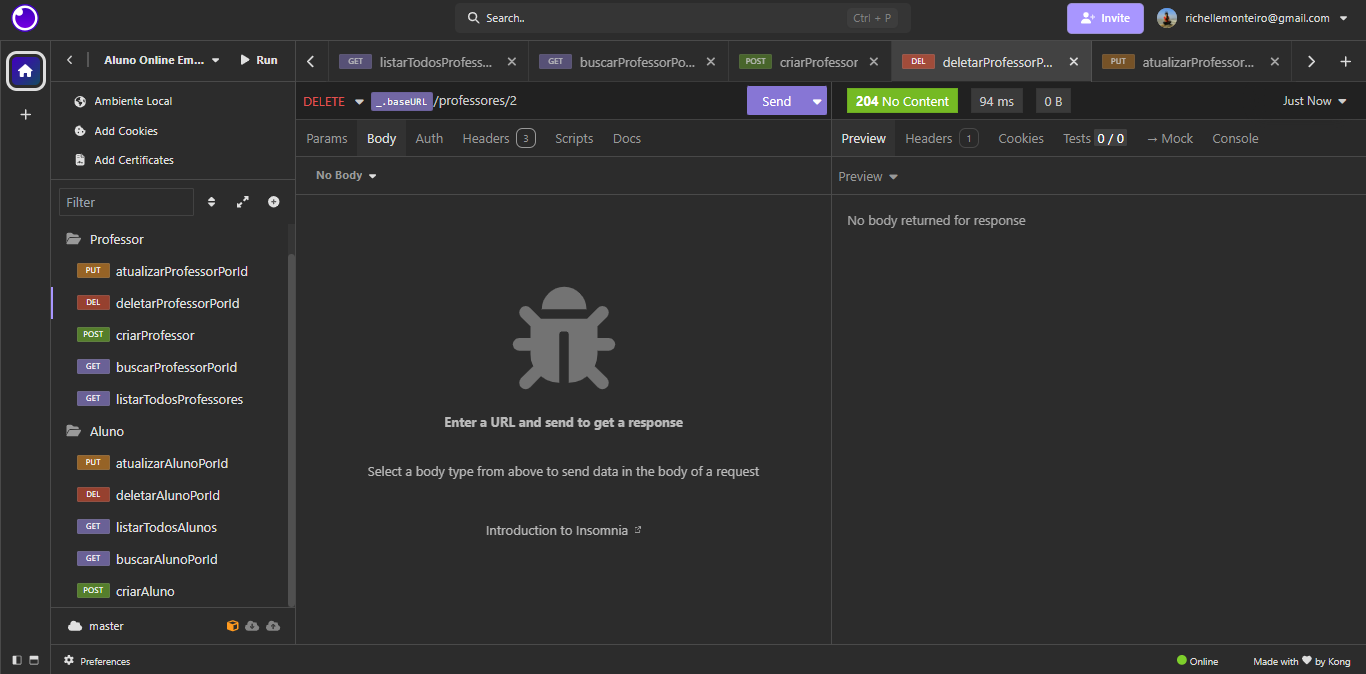 Search..
Ctrl + P
Invite
richellemonteiro@gmail.com
Aluno Online Em...
Run
GET listarTodosProfess...
GET buscarProfessorPo...
POST criarProfessor
DEL deletarProfessorP...
PUT atualizarProfessor...
Ambiente Local
Add Cookies
Add Certificates
Filter
Professor
PUT atualizarProfessorPorId
DEL deletarProfessorPorId
POST criarProfessor
GET buscarProfessorPorId
GET listarTodosProfessores
Aluno
PUT atualizarAlunoPorId
DEL deletarAlunoPorId
GET listarTodosAlunos
GET buscarAlunoPorId
POST criarAluno
master
DELETE _.baseURL/professores/2
Send
204 No Content
94 ms
0 B
Just Now
Params Body Auth Headers 3 Scripts Docs
Preview Headers 1 Cookies Tests 0 / 0 → Mock Console
No Body
Preview
No body returned for response
Enter a URL and send to get a response
Select a body type from above to send data in the body of a request
Introduction to Insomnia
Preferences
Online
Made with ♥ by Kong